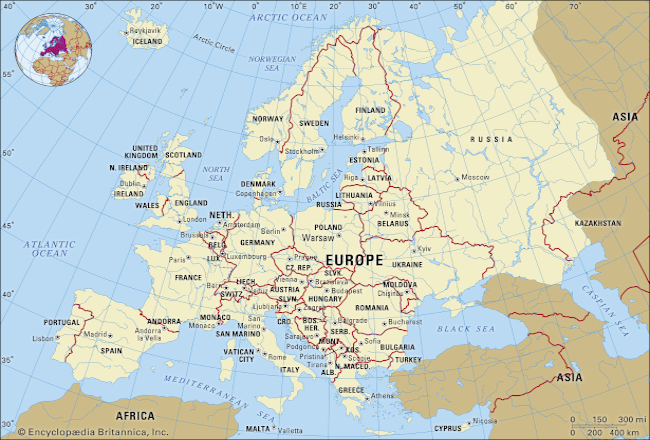 40°
30°
20°
10°
0°
10°
20°
30°
40°
50°
60°
70°
ARCTIC OCEAN
Reykjavík
ICELAND
Arctic Circle
NORWEGIAN
SEA
55°
NORWAY
SWEDEN
FINLAND
Oslo
Stockholm
Helsinki
Tallinn
RUSSIA
ASIA
50°
UNITED
KINGDOM
SCOTLAND
N. IRELAND
Dublin
IRELAND
WALES
ENGLAND
London
NORTH
SEA
DENMARK
Copenhagen
BALTIC SEA
ESTONIA
Riga
LATVIA
LITHUANIA
Vilnius
RUSSIA
Minsk
BELARUS
Moscow
KAZAKHSTAN
45°
ATLANTIC
OCEAN
NETH.
Amsterdam
Brussels
BELG.
LUX.
Luxembourg
Berlin
GERMANY
POLAND
Warsaw
EUROPE
Kyiv
UKRAINE
Paris
FRANCE
Prague
CZ. REP.
SLVK.
Vienna
Bratislava
LIECH.
Vaduz
Bern
SWITZ.
AUSTRIA
Budapest
HUNGARY
MOLDOVA
Chișinău
ROMANIA
Ljubljana
SLVN.
Zagreb
CRO.
BOS.
HER.
Belgrade
SERB.
Bucharest
CASPIAN SEA
40°
MONACO
Monaco
SAN MARINO
San
Marino
Sarajevo
MONT.
Podgorica
KOS.
Pristina
Sofia
BULGARIA
BLACK SEA
PORTUGAL
Lisbon
Madrid
SPAIN
ANDORRA
Andorra
la Vella
VATICAN
CITY
Rome
ITALY
Tirana
ALB.
Skopje
N. MACED.
TURKEY
35°
MEDITERRANEAN SEA
GREECE
Athens
ASIA
AFRICA
MALTA
Valletta
CYPRUS
Nicosia
30°
0 150 300 mi
0 200 400 km
© Encyclopædia Britannica, Inc.